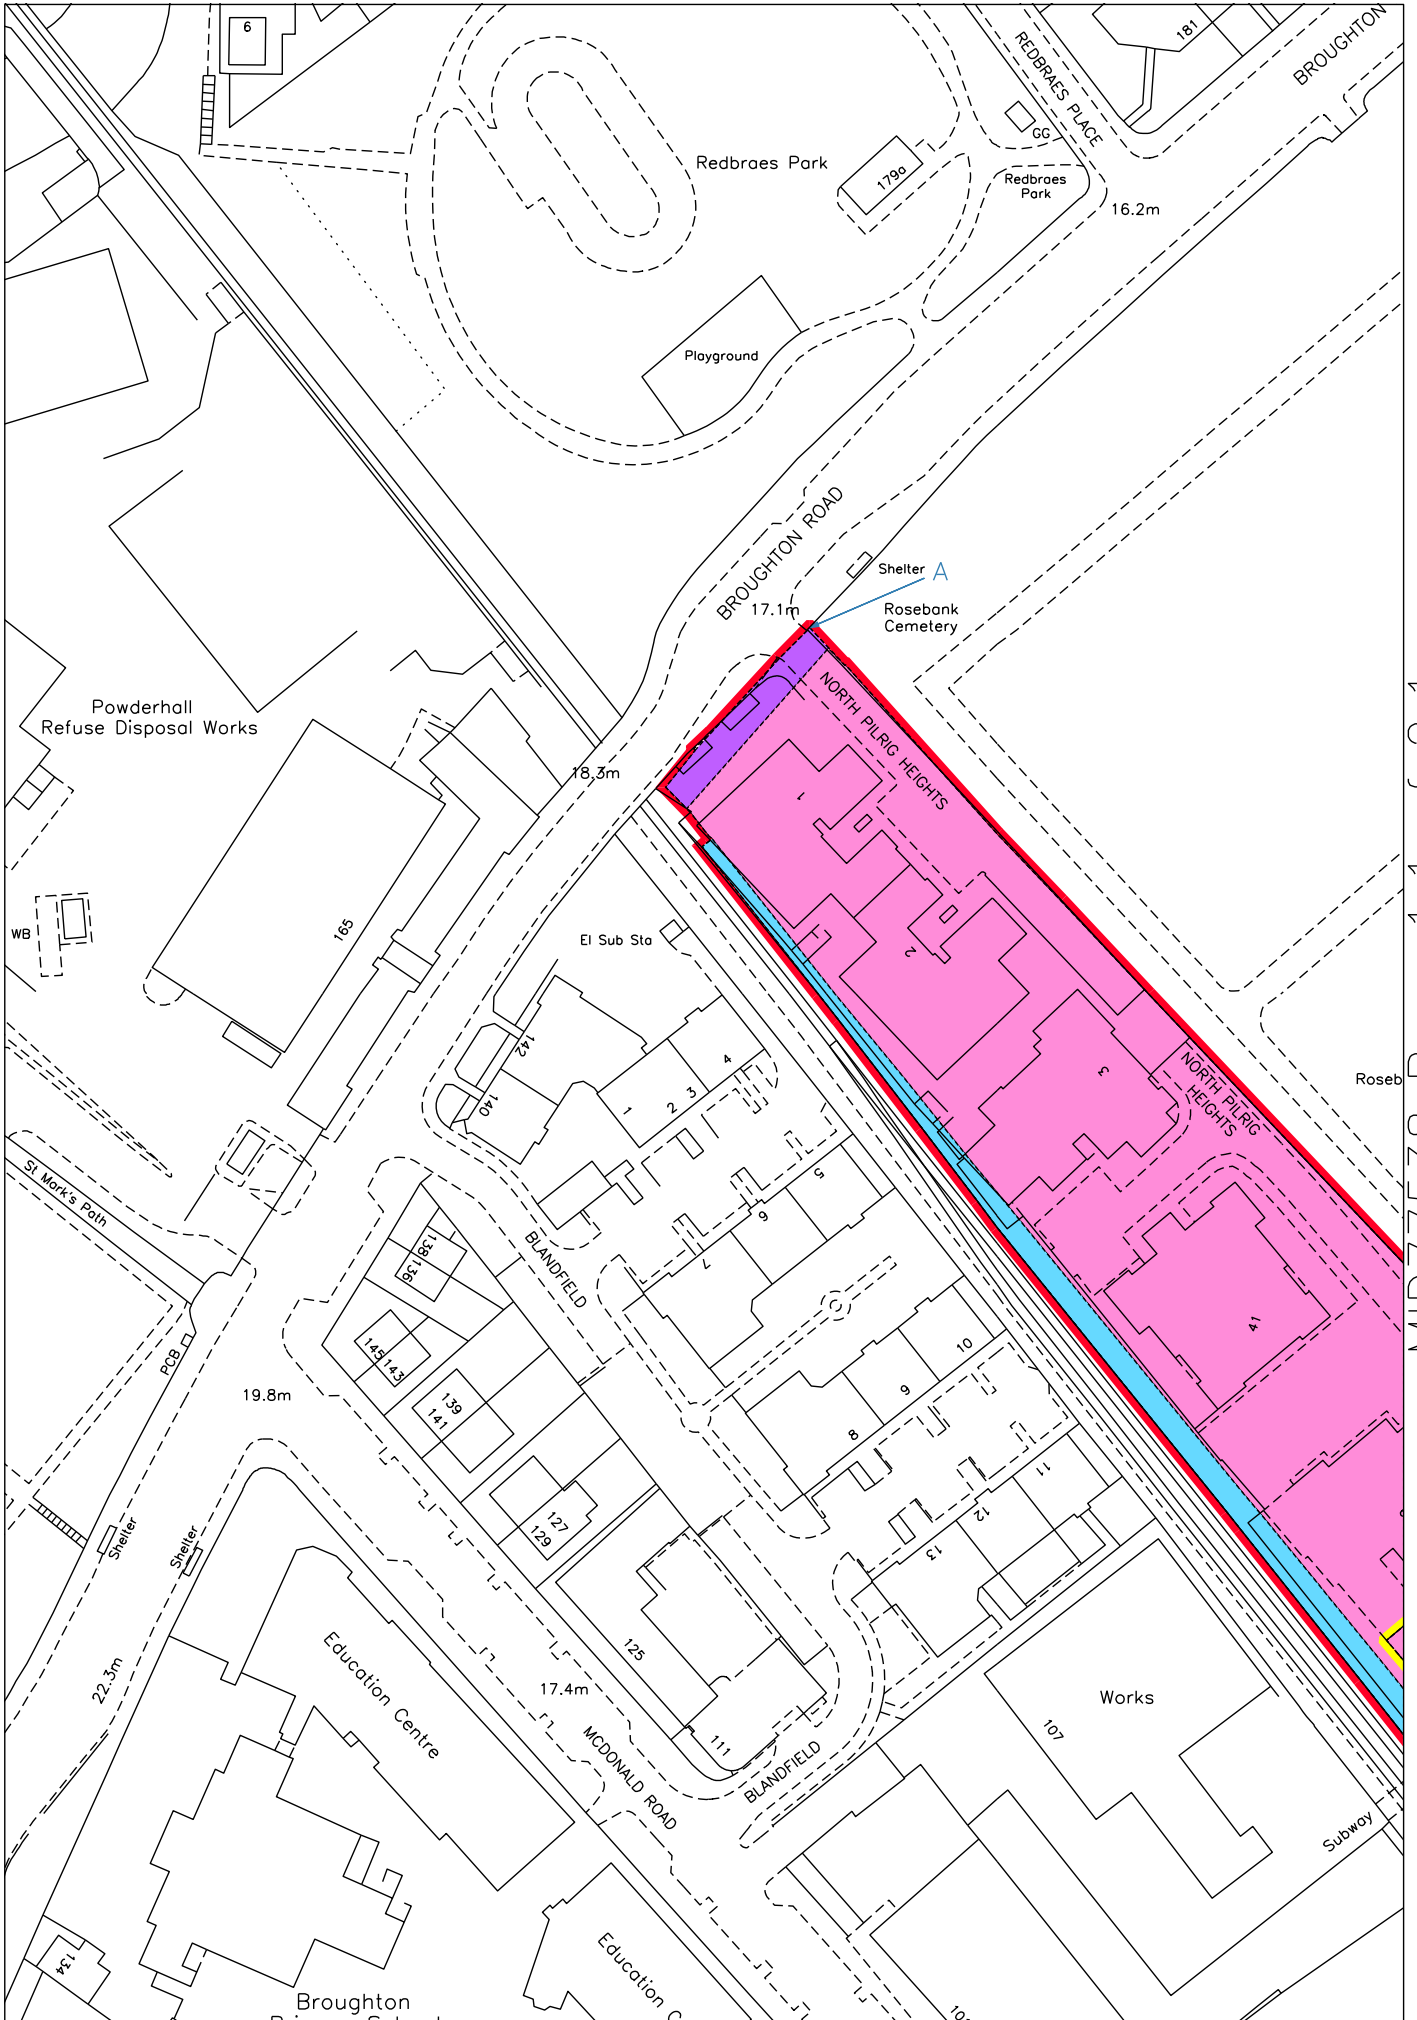 6
181
BROUGHTON
REDBRAES PLACE
GG
Redbraes Park
179a
Redbraes
Park
16.2m
Playground
BROUGHTON ROAD
Shelter
A
17.1m
Rosebank
Cemetery
Powderhall
Refuse Disposal Works
NORTH PILRIG HEIGHTS
18.3m
1
165
WB
El Sub Sta
2
142
4
3
2
1
140
3
NORTH PILRIG
HEIGHTS
Roseb
St Mark's Path
5
6
7
138
136
BLANDFIELD
41
145
143
PCB
139
141
19.8m
10
9
8
11
12
13
127
129
Shelter
Shelter
125
Education Centre
22.3m
17.4m
111
MCDONALD ROAD
BLANDFIELD
Works
107
Subway
134
Education C
Broughton